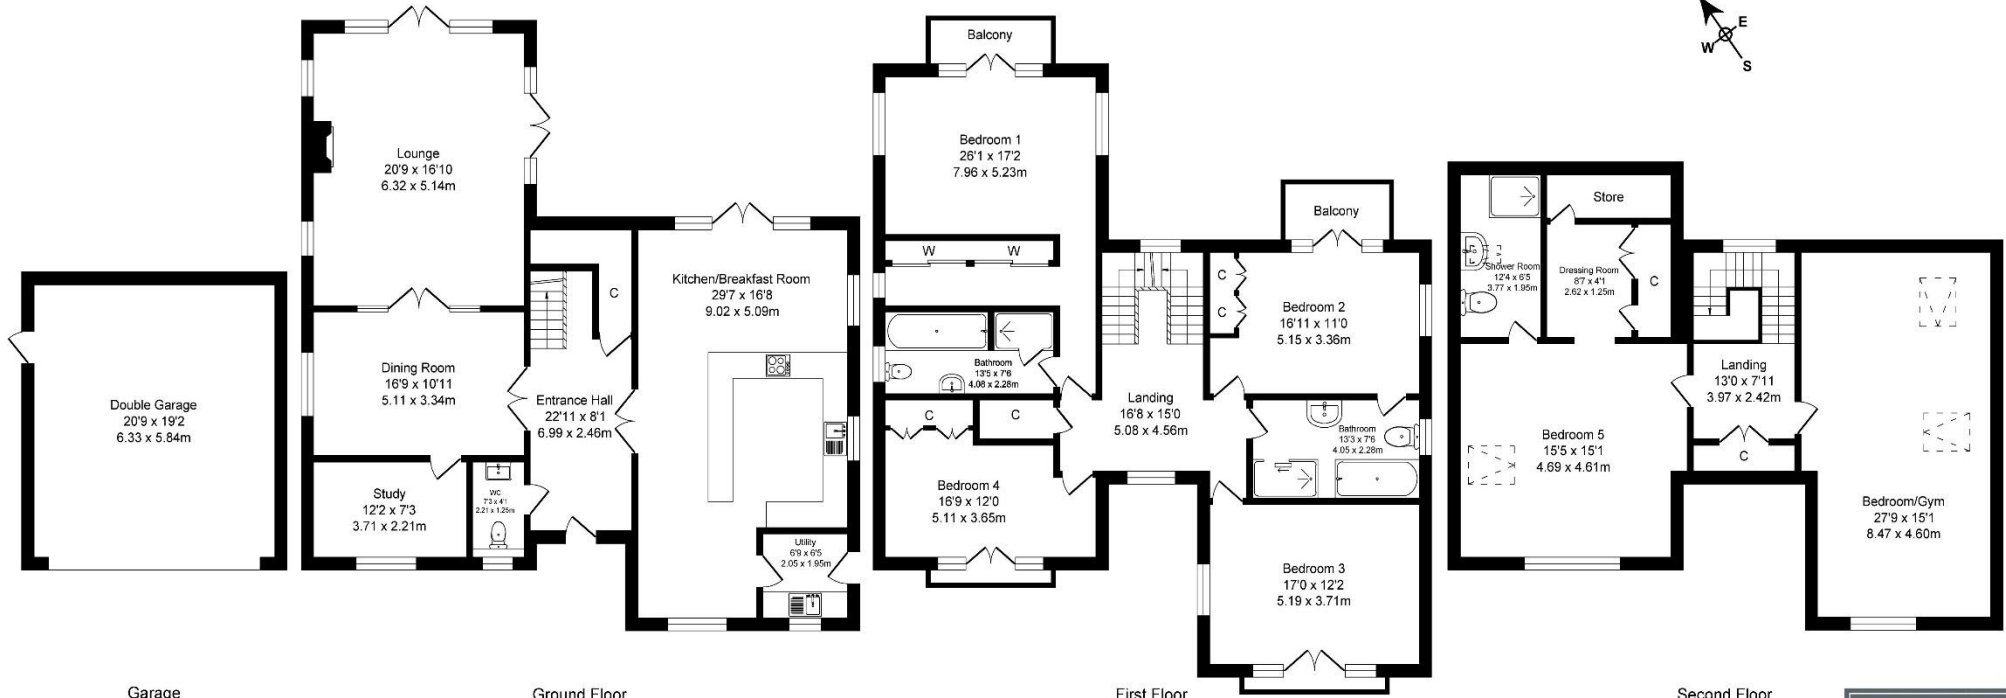 E
W
S
Double Garage
20'9 x 19'2
6.33 x 5.84m
Garage
Lounge
20'9 x 16'10
6.32 x 5.14m
Dining Room
16'9 x 10'11
5.11 x 3.34m
Study
12'2 x 7'3
3.71 x 2.21m
WC
7'3 x 4'1
2.21 x 1.25m
Entrance Hall
22'11 x 8'1
6.99 x 2.46m
C
Kitchen/Breakfast Room
29'7 x 16'8
9.02 x 5.09m
Utility
6'9 x 6'5
2.05 x 1.95m
Ground Floor
Balcony
Bedroom 1
26'1 x 17'2
7.96 x 5.23m
W
W
Bathroom
13'5 x 7'6
4.08 x 2.28m
C
C
Bedroom 4
16'9 x 12'0
5.11 x 3.65m
Landing
16'8 x 15'0
5.08 x 4.56m
Balcony
C
C
Bedroom 2
16'11 x 11'0
5.15 x 3.36m
Bathroom
13'3 x 7'6
4.05 x 2.28m
Bedroom 3
17'0 x 12'2
5.19 x 3.71m
First Floor
Store
Shower Room
12'4 x 6'5
3.77 x 1.95m
Dressing Room
8'7 x 4'1
2.62 x 1.25m
C
Landing
13'0 x 7'11
3.97 x 2.42m
C
Bedroom 5
15'5 x 15'1
4.69 x 4.61m
Bedroom/Gym
27'9 x 15'1
8.47 x 4.60m
Second Floor